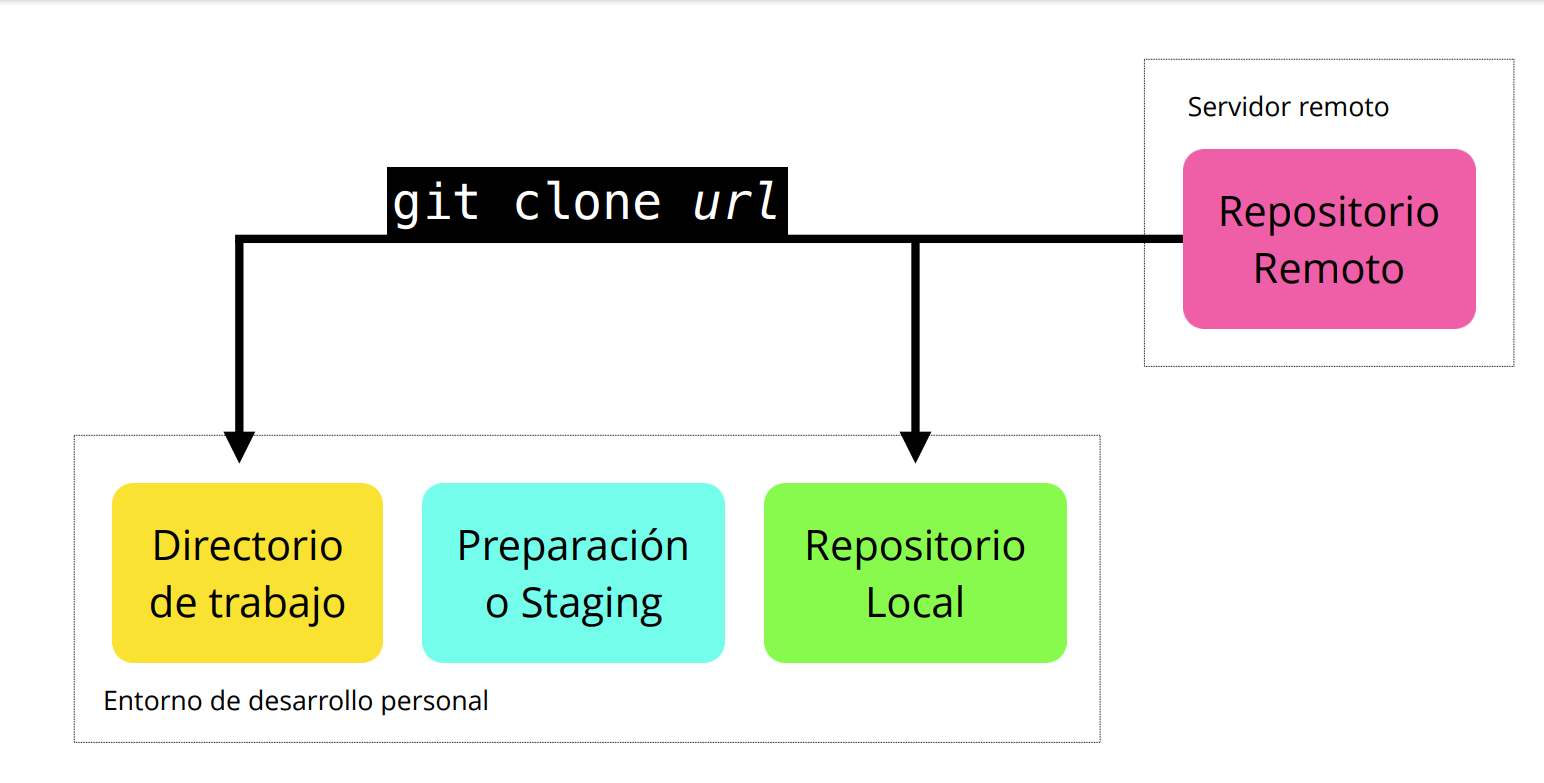 Servidor remoto
git clone url
Repositorio
Remoto
Directorio
de trabajo
Preparación
o Staging
Repositorio
Local
Entorno de desarrollo personal